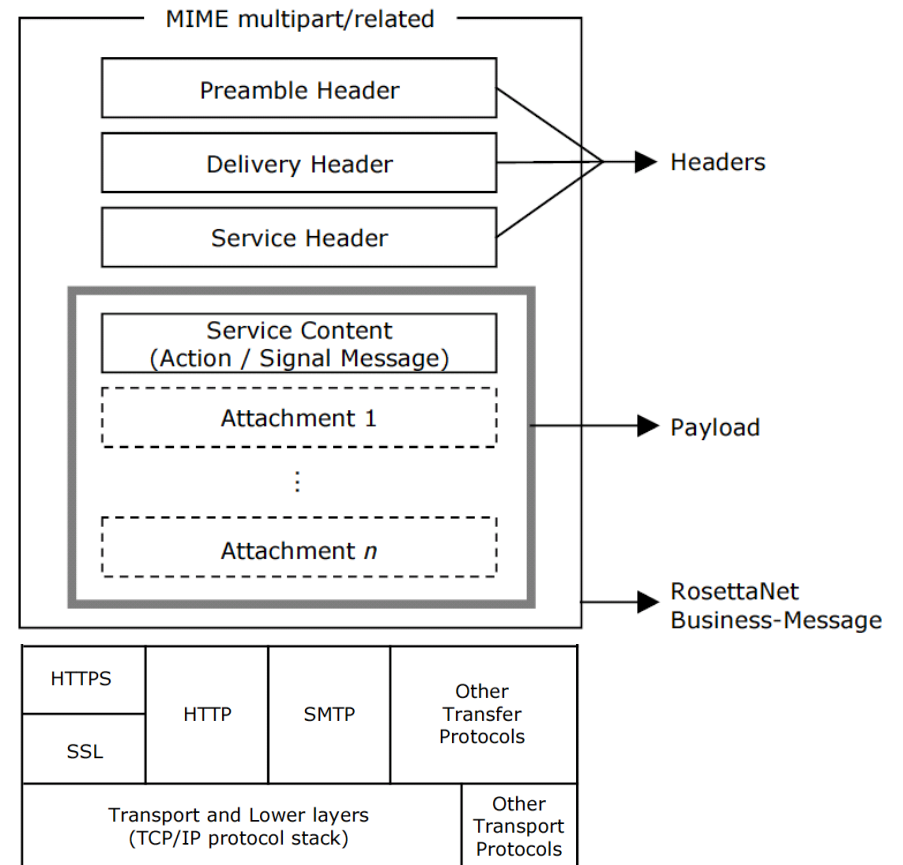 MIME multipart/related
Preamble Header
Delivery Header
Headers
Service Header
Service Content
(Action / Signal Message)
Attachment 1
Payload
⋮
Attachment n
RosettaNet
Business-Message
HTTPS
SSL
HTTP
SMTP
Other
Transfer
Protocols
Transport and Lower layers
(TCP/IP protocol stack)
Other
Transport
Protocols